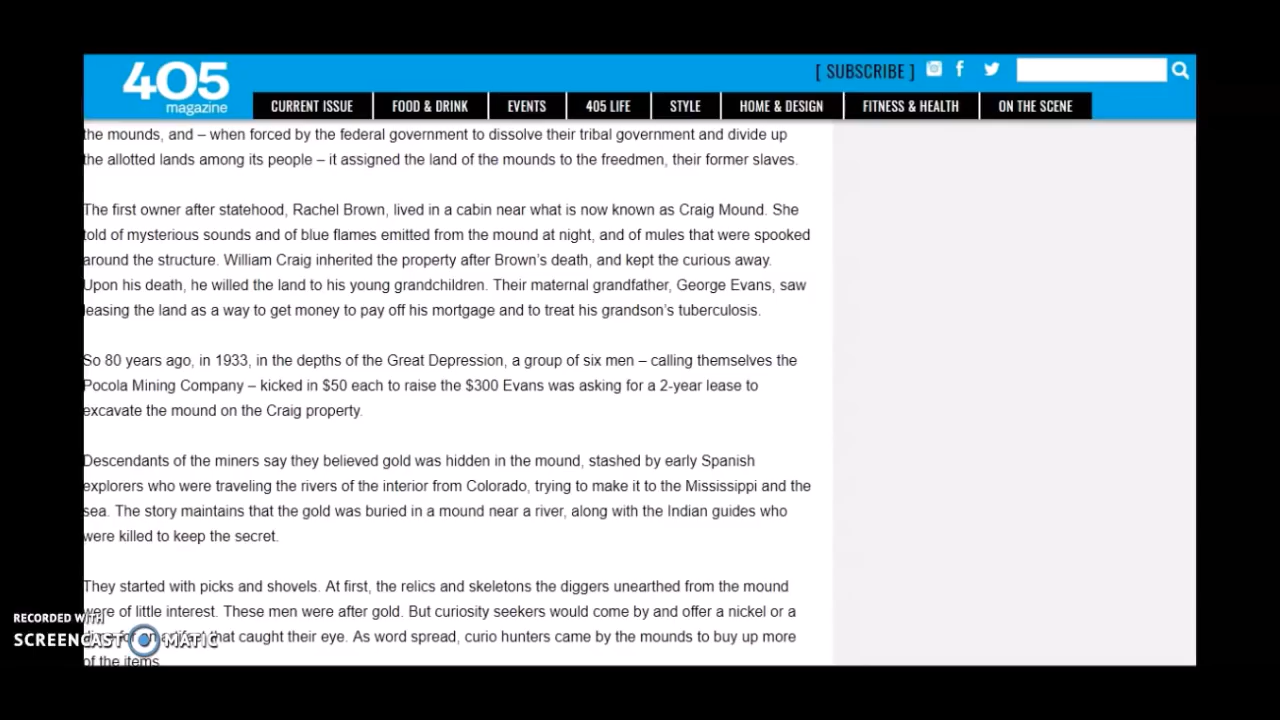 405
magazine
[ SUBSCRIBE ]
CURRENT ISSUE
FOOD & DRINK
EVENTS
405 LIFE
STYLE
HOME & DESIGN
FITNESS & HEALTH
ON THE SCENE
the mounds, and – when forced by the federal government to dissolve their tribal government and divide up
the allotted lands among its people – it assigned the land of the mounds to the freedmen, their former slaves.
The first owner after statehood, Rachel Brown, lived in a cabin near what is now known as Craig Mound. She
told of mysterious sounds and of blue flames emitted from the mound at night, and of mules that were spooked
around the structure. William Craig inherited the property after Brown's death, and kept the curious away.
Upon his death, he willed the land to his young grandchildren. Their maternal grandfather, George Evans, saw
leasing the land as a way to get money to pay off his mortgage and to treat his grandson's tuberculosis.
So 80 years ago, in 1933, in the depths of the Great Depression, a group of six men – calling themselves the
Pocola Mining Company – kicked in $50 each to raise the $300 Evans was asking for a 2-year lease to
excavate the mound on the Craig property.
Descendants of the miners say they believed gold was hidden in the mound, stashed by early Spanish
explorers who were traveling the rivers of the interior from Colorado, trying to make it to the Mississippi and the
sea. The story maintains that the gold was buried in a mound near a river, along with the Indian guides who
were killed to keep the secret.
They started with picks and shovels. At first, the relics and skeletons the diggers unearthed from the mound
were of little interest. These men were after gold. But curiosity seekers would come by and offer a nickel or a
that caught their eye. As word spread, curio hunters came by the mounds to buy up more
of the items.
RECORDED WITH
SCREENCAST MATIC